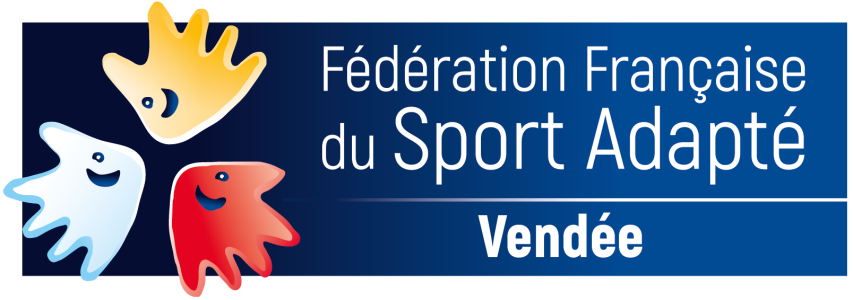 Fédération Française
du Sport Adapté
Vendée